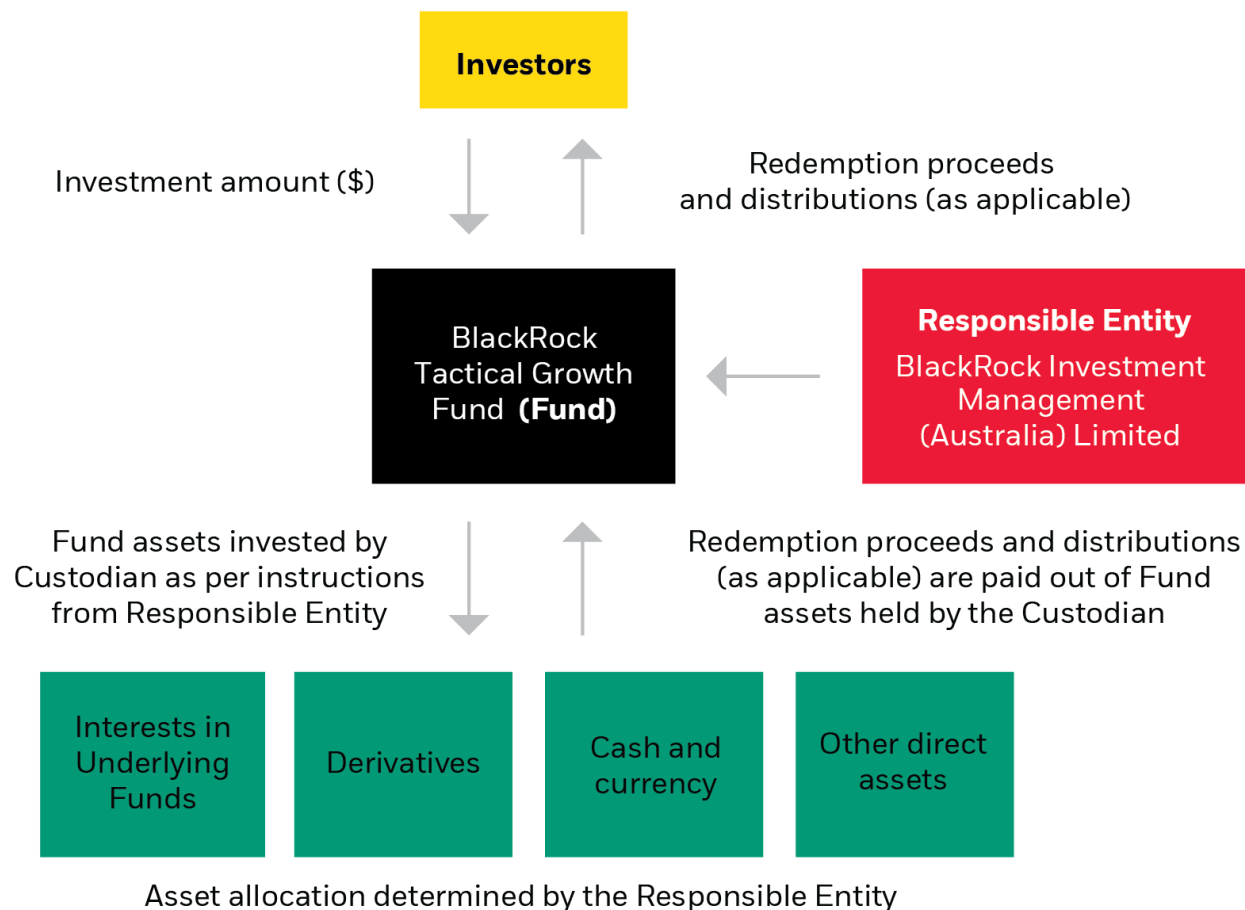 Investors
Investment amount ($)
Redemption proceeds
and distributions (as applicable)
BlackRock
Tactical Growth
Fund (Fund)
Responsible Entity
BlackRock Investment
Management
(Australia) Limited
Fund assets invested by
Custodian as per instructions
from Responsible Entity
Redemption proceeds and distributions
(as applicable) are paid out of Fund
assets held by the Custodian
Interests in
Underlying
Funds
Derivatives
Cash and
currency
Other direct
assets
Asset allocation determined by the Responsible Entity